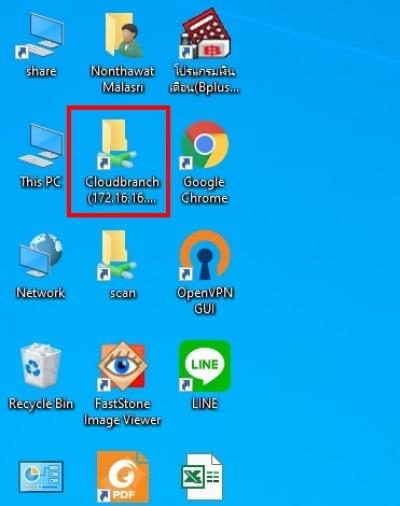 share
Nonthawat
Malasri
โปรแกรมเงิน
เดือน(Bplus...
This PC
Cloudbranch
(172.16.16....
Google
Chrome
Network
scan
OpenVPN
GUI
LINE
Recycle Bin
FastStone
Image Viewer
LINE
PDF
X